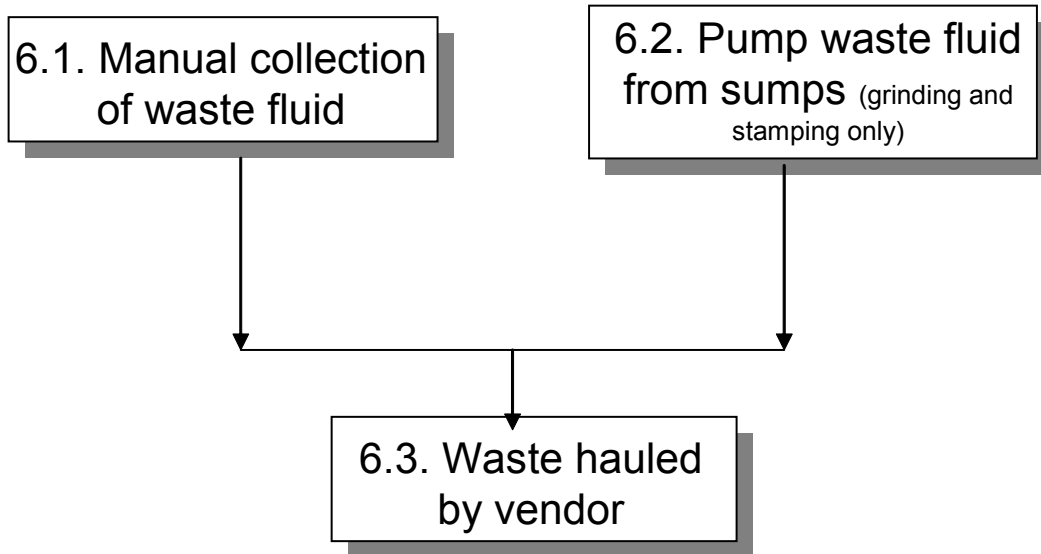 6.1. Manual collection
of waste fluid
6.2. Pump waste fluid
from sumps (grinding and
stamping only)
6.3. Waste hauled
by vendor